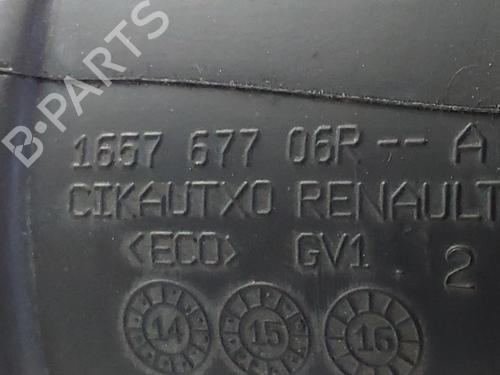 B-PARTS
1657 677 06R -- A
CIKAUTXO RENAULT
<ECO> GV1 2
14 15 16